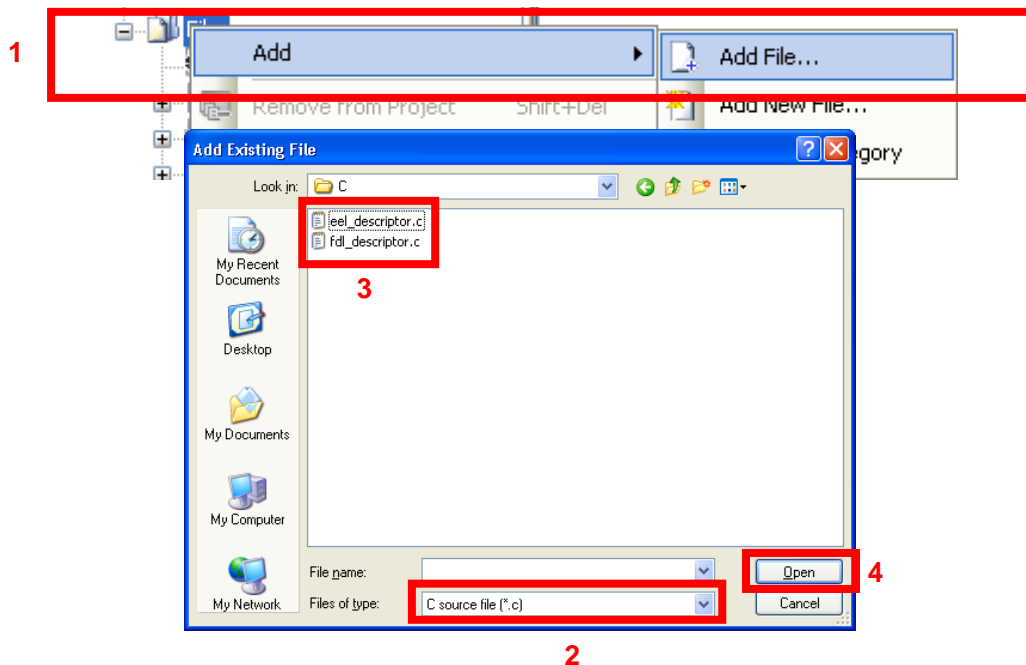 1
Add
Add File...
Remove from Project Shift+Del
Add New File...
egory
Add Existing File
Look in: C
eel_descriptor.c
fdl_descriptor.c
3
My Recent
Documents
Desktop
My Documents
My Computer
My Network
File name:
Files of type: C source file (*.c)
Open
Cancel
4
2